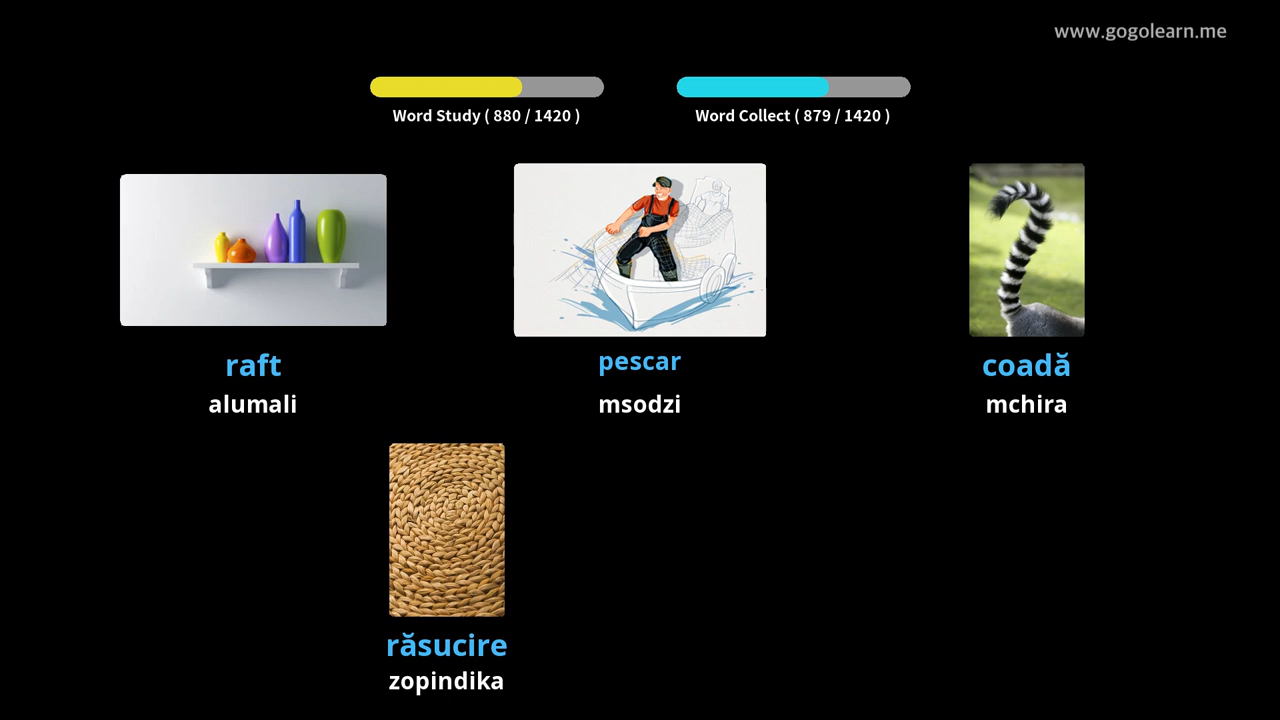 www.gogolearn.me
Word Study ( 880 / 1420 )
Word Collect ( 879 / 1420 )
raft
alumali
pescar
msodzi
coadă
mchira
răsucire
zopindika